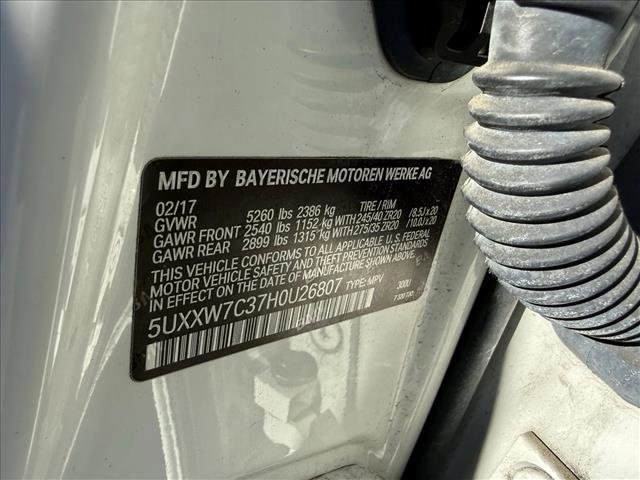 MFD BY BAYERISCHE MOTOREN WERKE AG
02/17 TIRE/RIM
GVWR 5260 lbs 2386 kg
GAWR FRONT 2540 lbs 1152 kg WITH 245/40 ZR20 /8.5J x 20
GAWR REAR 2899 lbs 1315 kg WITH 275/35 ZR20 /10.0J x 20
THIS VEHICLE CONFORMS TO ALL APPLICABLE U.S. FEDERAL
MOTOR VEHICLE SAFETY, BUMPER AND THEFT
PREVENTION STANDARDS IN EFFECT ON THE DATE
OF MANUFACTURE SHOWN ABOVE.
5UXXW7C37H0U26807 TYPE: MPV 300U